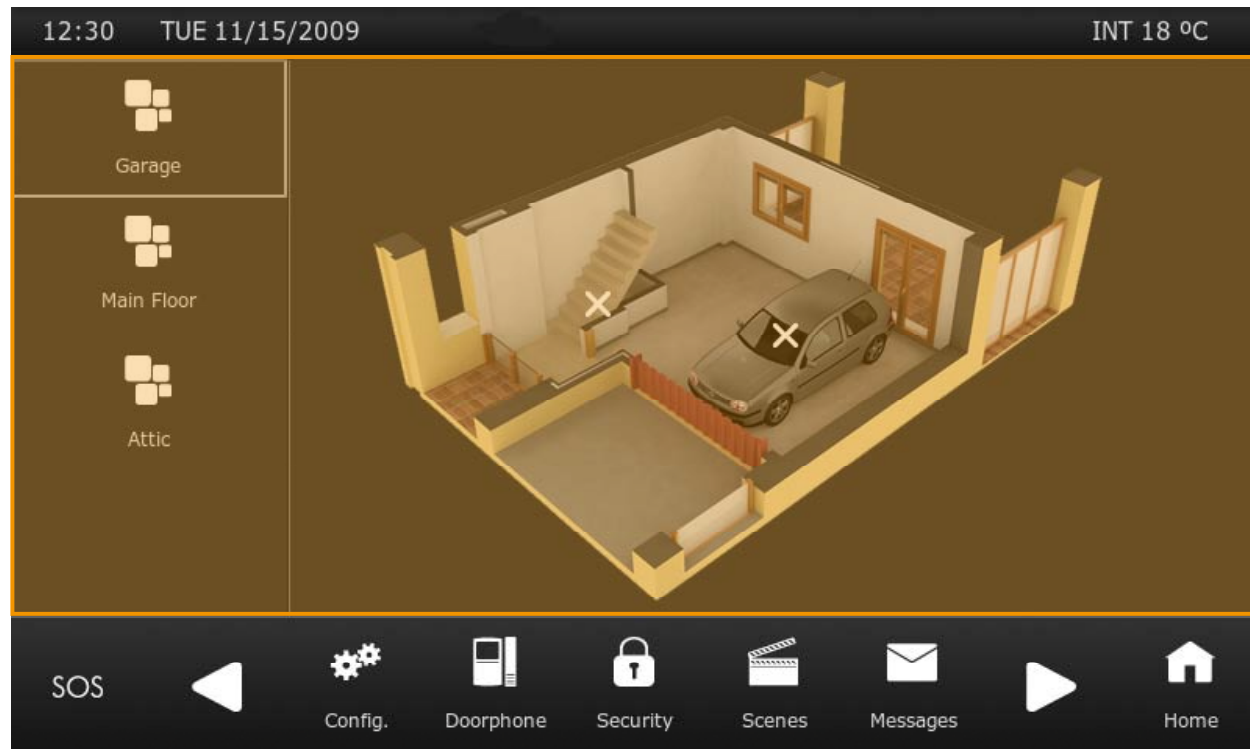 12:30 TUE 11/15/2009 INT 18 ºC
Garage
Main Floor
Attic
SOS
Config.
Doorphone
Security
Scenes
Messages
Home